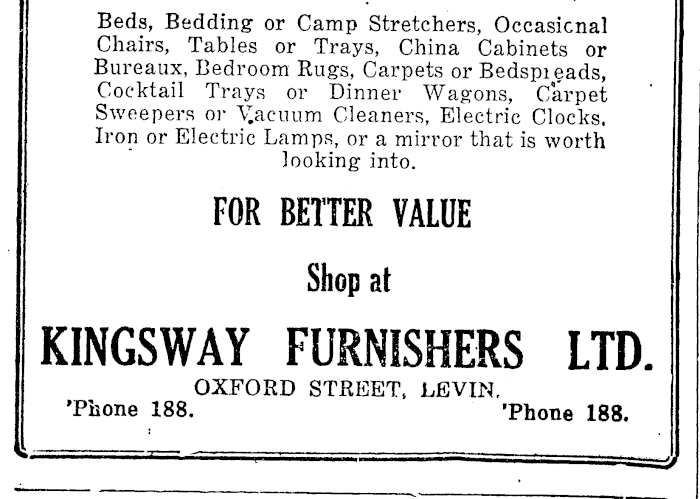 Beds, Bedding or Camp Stretchers, Occasional
Chairs, Tables or Trays, China Cabinets or
Bureaux, Bedroom Rugs, Carpets or Bedspreads,
Cocktail Trays or Dinner Wagons, Carpet
Sweepers or Vacuum Cleaners, Electric Clocks.
Iron or Electric Lamps, or a mirror that is worth
looking into.
FOR BETTER VALUE
Shop at
KINGSWAY FURNISHERS LTD.
OXFORD STREET, LEVIN.
'Phone 188. 'Phone 188.